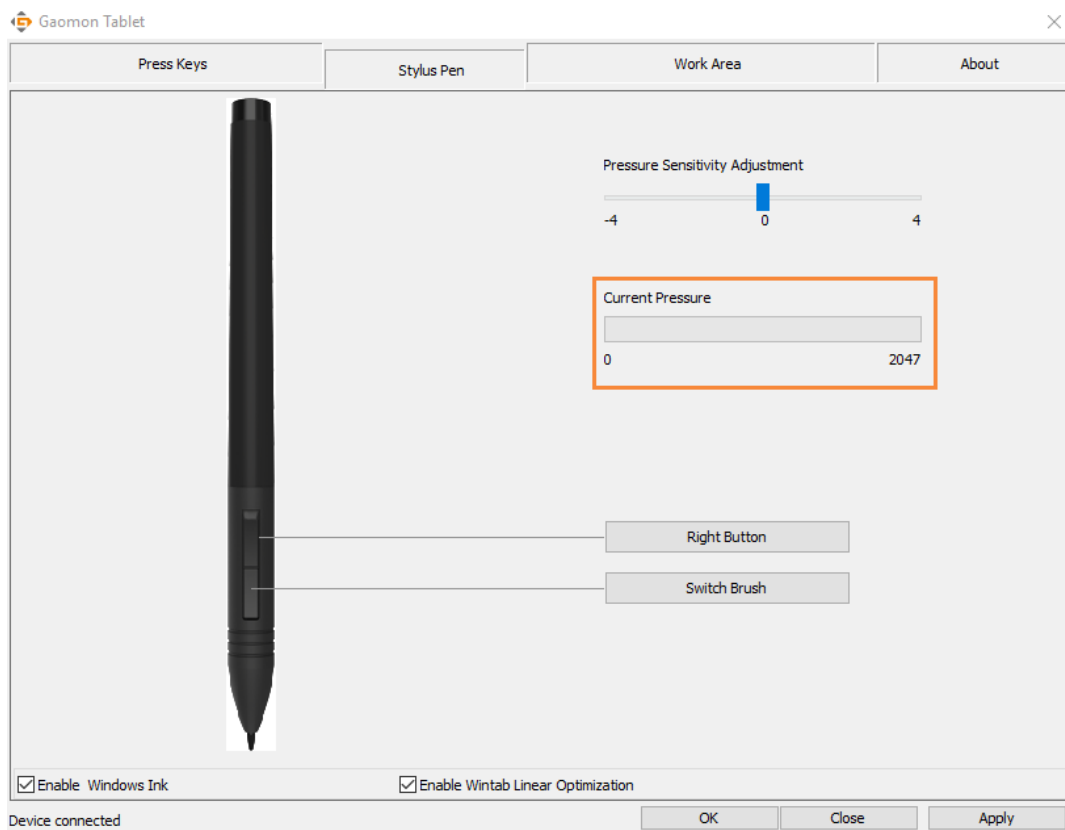 Gaomon Tablet
Press Keys
Stylus Pen
Work Area
About
Pressure Sensitivity Adjustment
-4 0 4
Current Pressure
0 2047
Right Button
Switch Brush
Enable Windows Ink
Enable Wintab Linear Optimization
Device connected
OK
Close
Apply